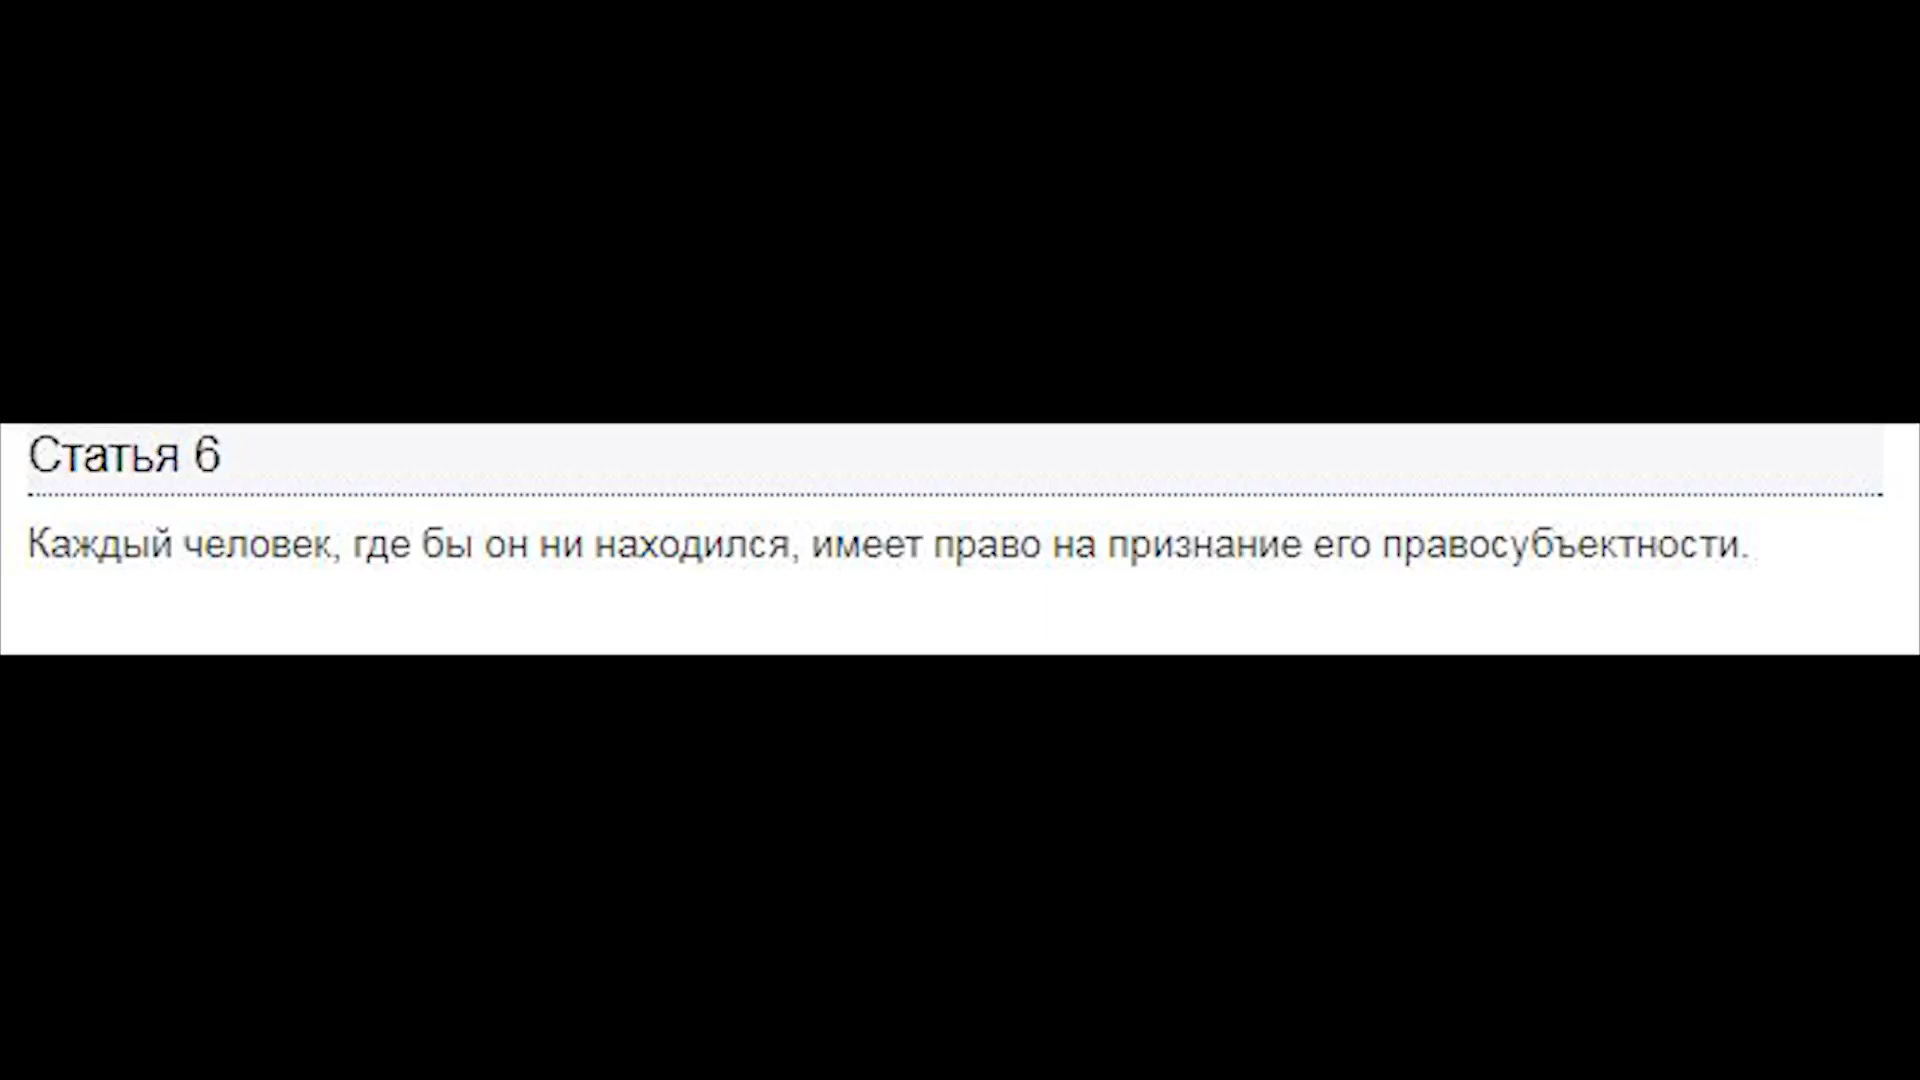 Статья 6
Каждый человек, где бы он ни находился, имеет право на признание его правосубъектности.